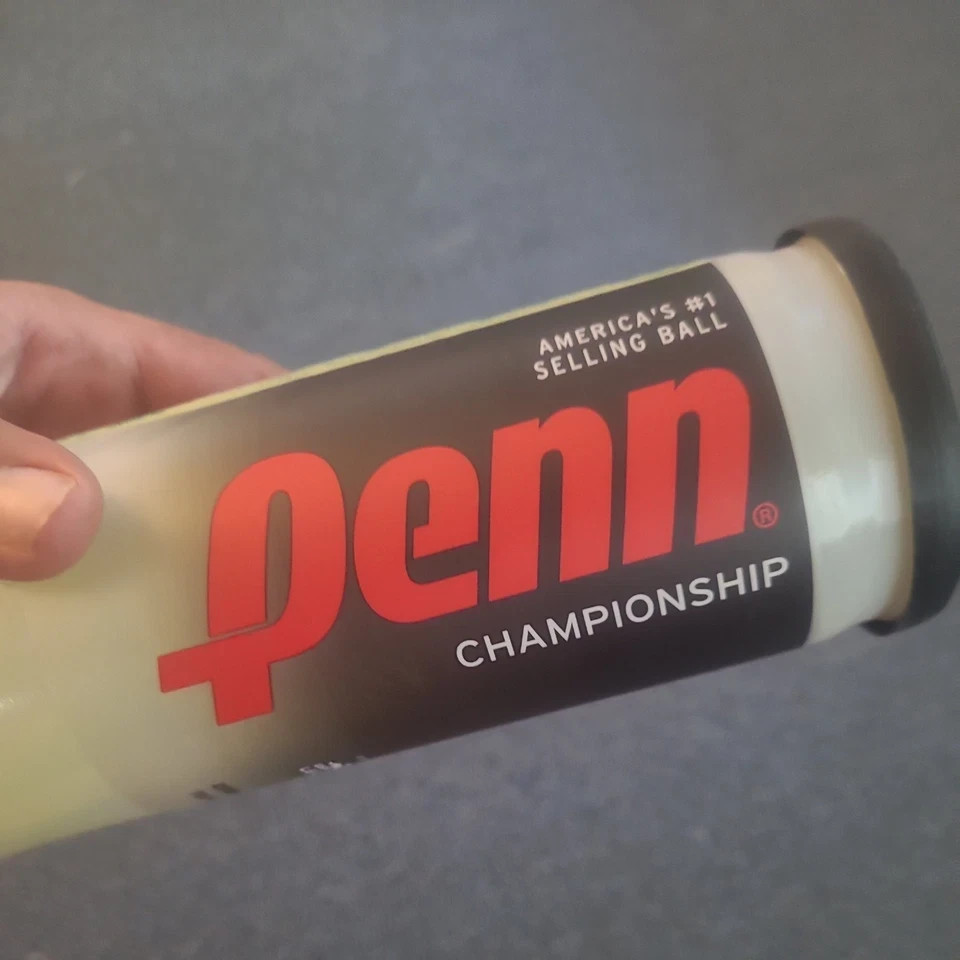 AMERICA'S #1
SELLING BALL
Penn®
CHAMPIONSHIP